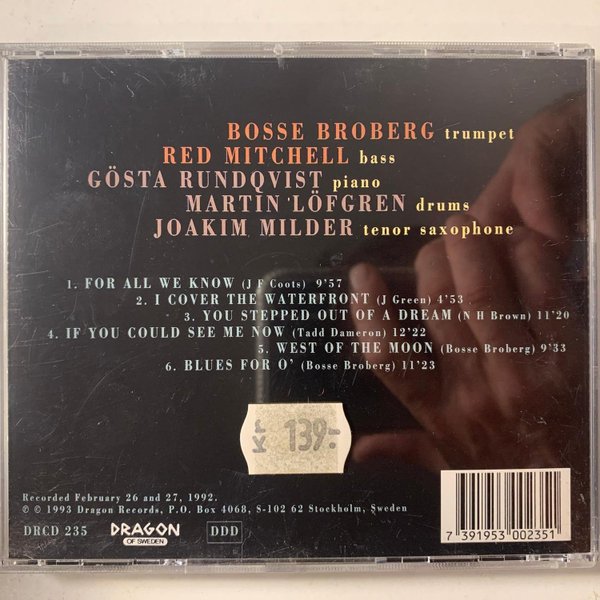 BOSSE BROBERG trumpet
RED MITCHELL bass
GÖSTA RUNDQVIST piano
MARTIN LÖFGREN drums
JOAKIM MILDER tenor saxophone
1. FOR ALL WE KNOW (J F Coots) 9'57
2. I COVER THE WATERFRONT (J Green) 4'53
3. YOU STEPPED OUT OF A DREAM (N H Brown) 11'20
4. IF YOU COULD SEE ME NOW (Tadd Dameron) 12'22
5. WEST OF THE MOON (Bosse Broberg) 9'33
6. BLUES FOR O' (Bosse Broberg) 11'23
139:-
Recorded February 26 and 27, 1992.
℗ © 1993 Dragon Records, P.O. Box 4068, S-102 62 Stockholm, Sweden
DRCD 235 DRAGON OF SWEDEN DDD
7 391953 002351